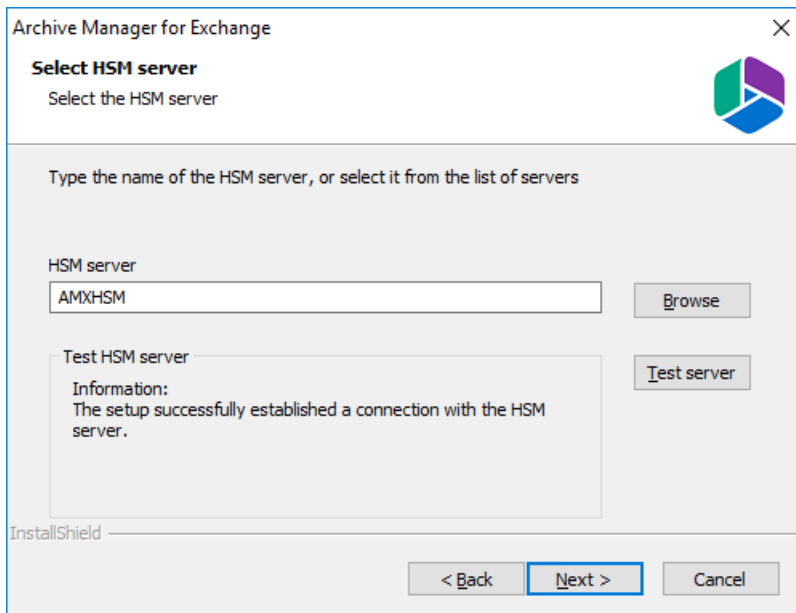 Archive Manager for Exchange
Select HSM server
Select the HSM server
Type the name of the HSM server, or select it from the list of servers
HSM server
AMXHSM
Browse
Test HSM server
Test server
Information:
The setup successfully established a connection with the HSM
server.
InstallShield
< Back
Next >
Cancel